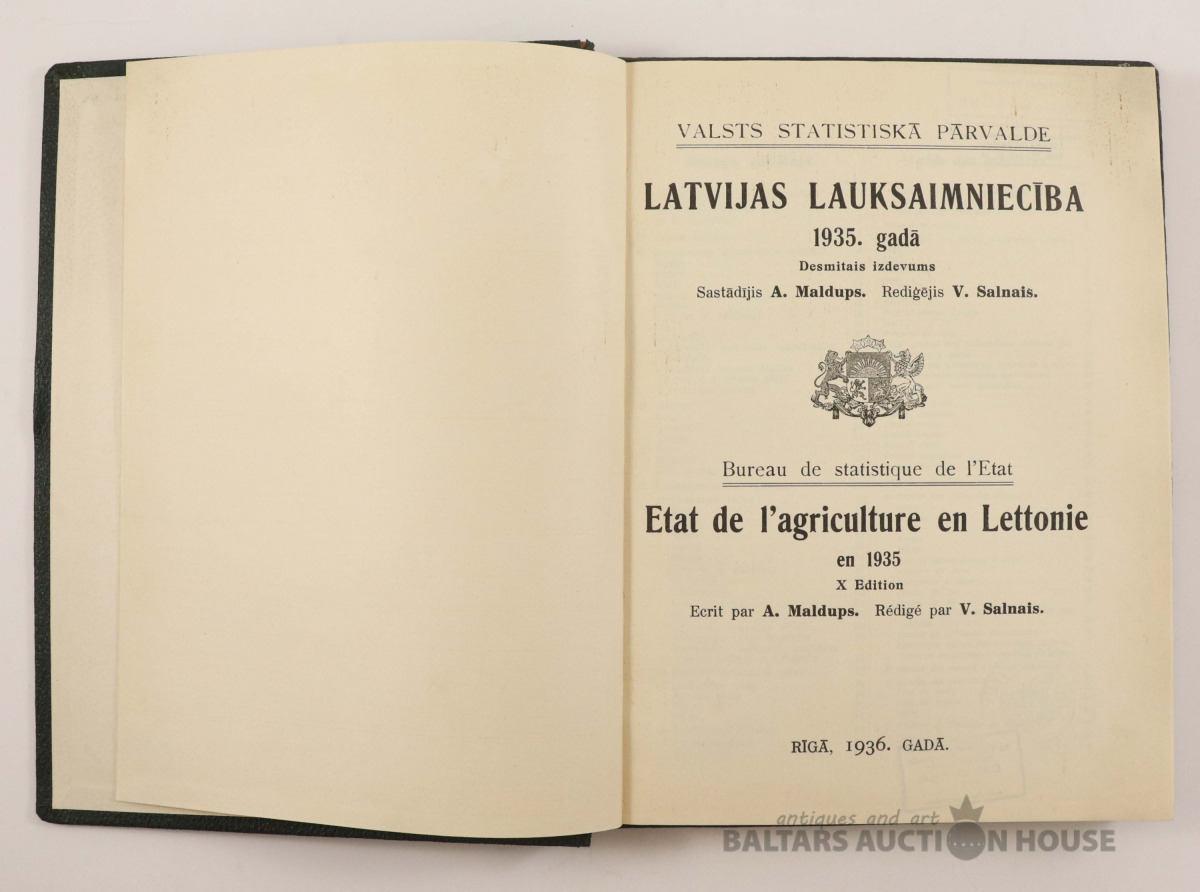 VALSTS STATISTISKĀ PĀRVALDE
LATVIJAS LAUKSAIMNIECĪBA
1935. gadā
Desmitais izdevums
Sastādījis A. Maldups. Rediģējis V. Salnais.
Bureau de statistique de l'Etat
Etat de l'agriculture en Lettonie
en 1935
X Edition
Ecrit par A. Maldups. Rédigé par V. Salnais.
RĪGĀ, 1936. GADĀ.
antiques and art
BALTARS AUCTION HOUSE